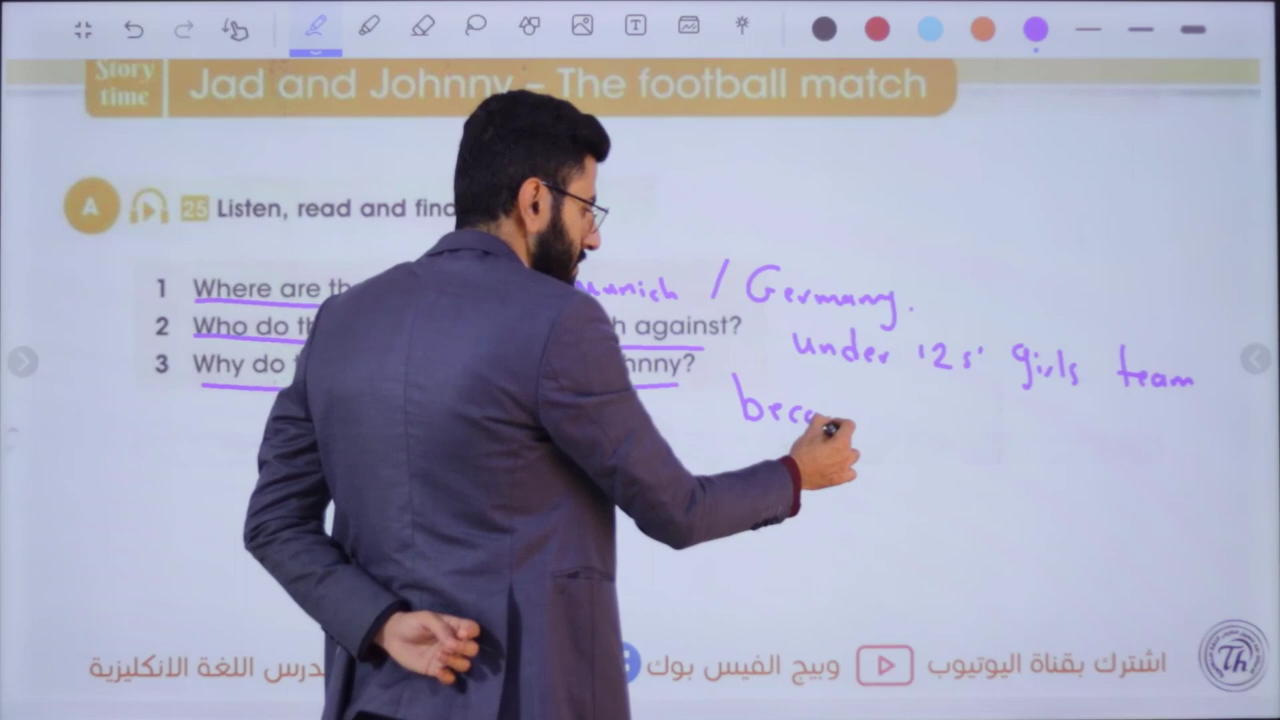 Story time
Jad and Johnny – The football match
A 25 Listen, read and find
1 Where are th Munich / Germany.
2 Who do th h against? under 12s' girls team
3 Why do hnny? beca
اشترك بقناة اليوتيوب وبيج الفيس بوك درس اللغة الانكليزية
Th